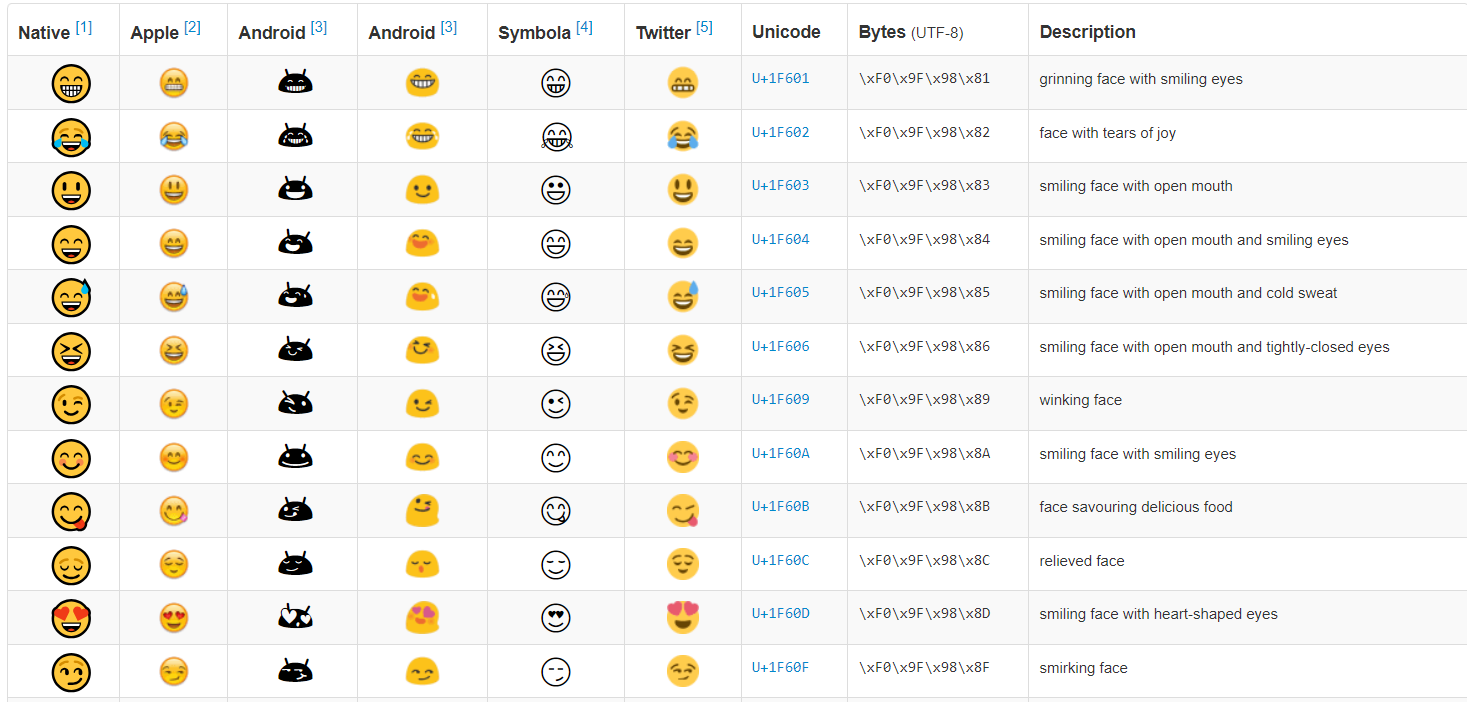 Native [1] Apple [2] Android [3] Android [3] Symbola [4] Twitter [5] Unicode Bytes (UTF-8) Description
U+1F601 \xF0\x9F\x98\x81 grinning face with smiling eyes
U+1F602 \xF0\x9F\x98\x82 face with tears of joy
U+1F603 \xF0\x9F\x98\x83 smiling face with open mouth
U+1F604 \xF0\x9F\x98\x84 smiling face with open mouth and smiling eyes
U+1F605 \xF0\x9F\x98\x85 smiling face with open mouth and cold sweat
U+1F606 \xF0\x9F\x98\x86 smiling face with open mouth and tightly-closed eyes
U+1F609 \xF0\x9F\x98\x89 winking face
U+1F60A \xF0\x9F\x98\x8A smiling face with smiling eyes
U+1F60B \xF0\x9F\x98\x8B face savouring delicious food
U+1F60C \xF0\x9F\x98\x8C relieved face
U+1F60D \xF0\x9F\x98\x8D smiling face with heart-shaped eyes
U+1F60F \xF0\x9F\x98\x8F smirking face